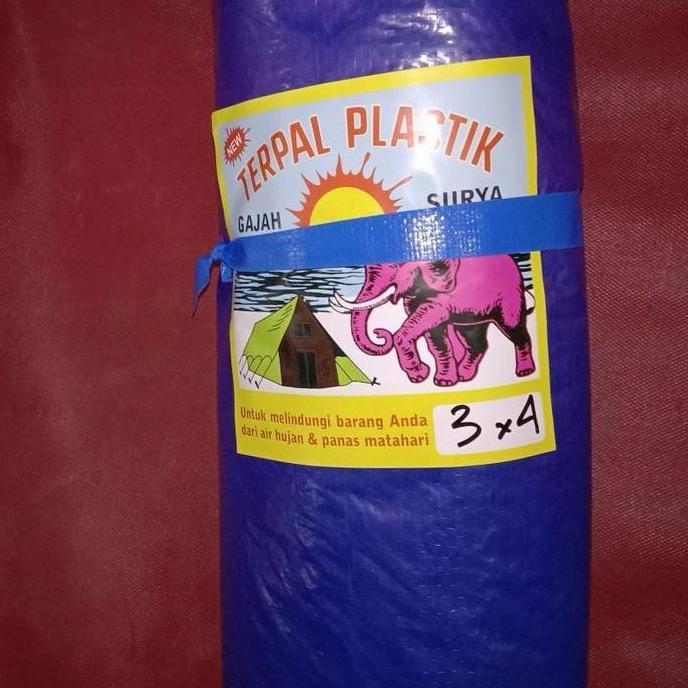 NEW
TERPAL PLASTIK
GAJAH SURYA
Untuk melindungi barang Anda
dari air hujan & panas matahari
3 x 4